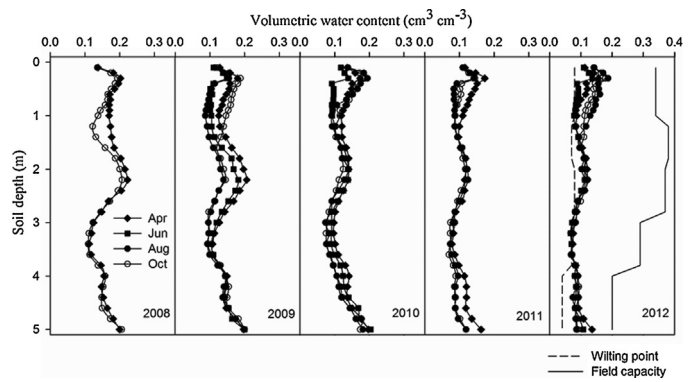 Volumetric water content (cm³ cm⁻³)
0.0 0.1 0.2 0.3 0.0 0.1 0.2 0.3 0.0 0.1 0.2 0.3 0.0 0.1 0.2 0.3 0.0 0.1 0.2 0.3 0.4
0
1
2
3
4
5
Soil depth (m)
Apr
Jun
Aug
Oct
2008 2009 2010 2011 2012
Wilting point
Field capacity